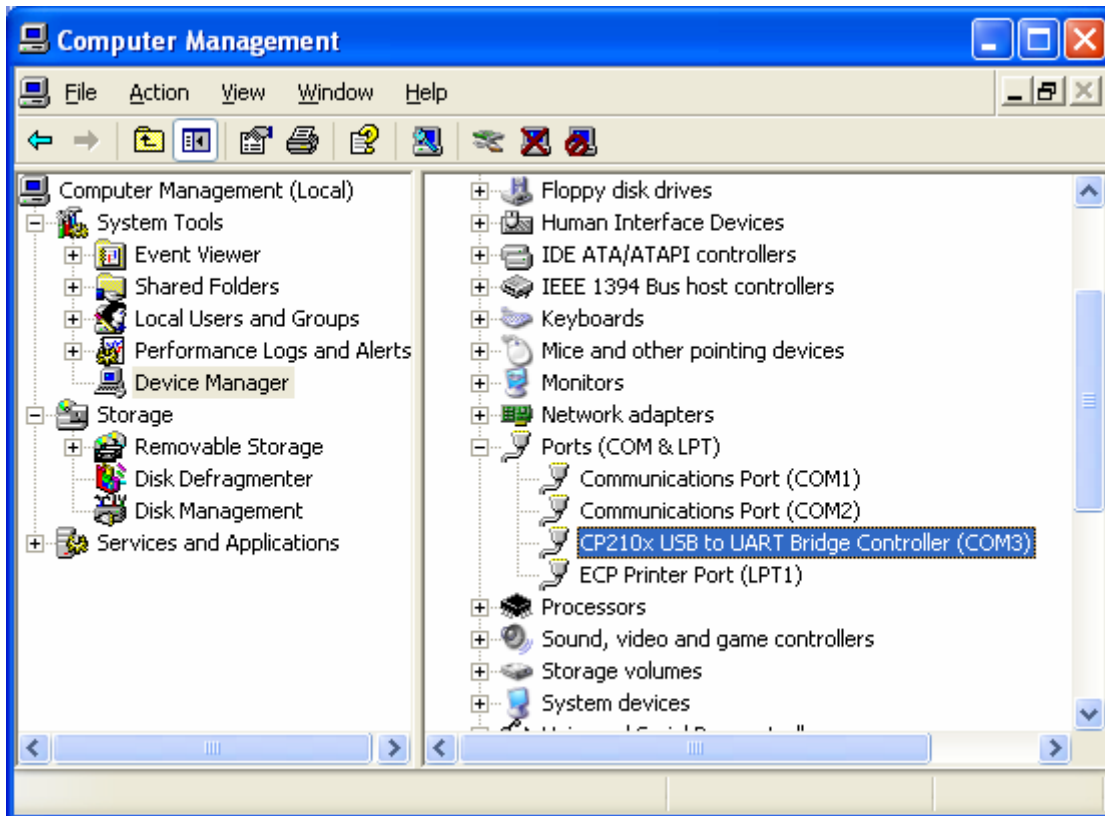 Computer Management
File Action View Window Help
Computer Management (Local)
System Tools
Event Viewer
Shared Folders
Local Users and Groups
Performance Logs and Alerts
Device Manager
Storage
Removable Storage
Disk Defragmenter
Disk Management
Services and Applications
Floppy disk drives
Human Interface Devices
IDE ATA/ATAPI controllers
IEEE 1394 Bus host controllers
Keyboards
Mice and other pointing devices
Monitors
Network adapters
Ports (COM & LPT)
Communications Port (COM1)
Communications Port (COM2)
CP210x USB to UART Bridge Controller (COM3)
ECP Printer Port (LPT1)
Processors
Sound, video and game controllers
Storage volumes
System devices